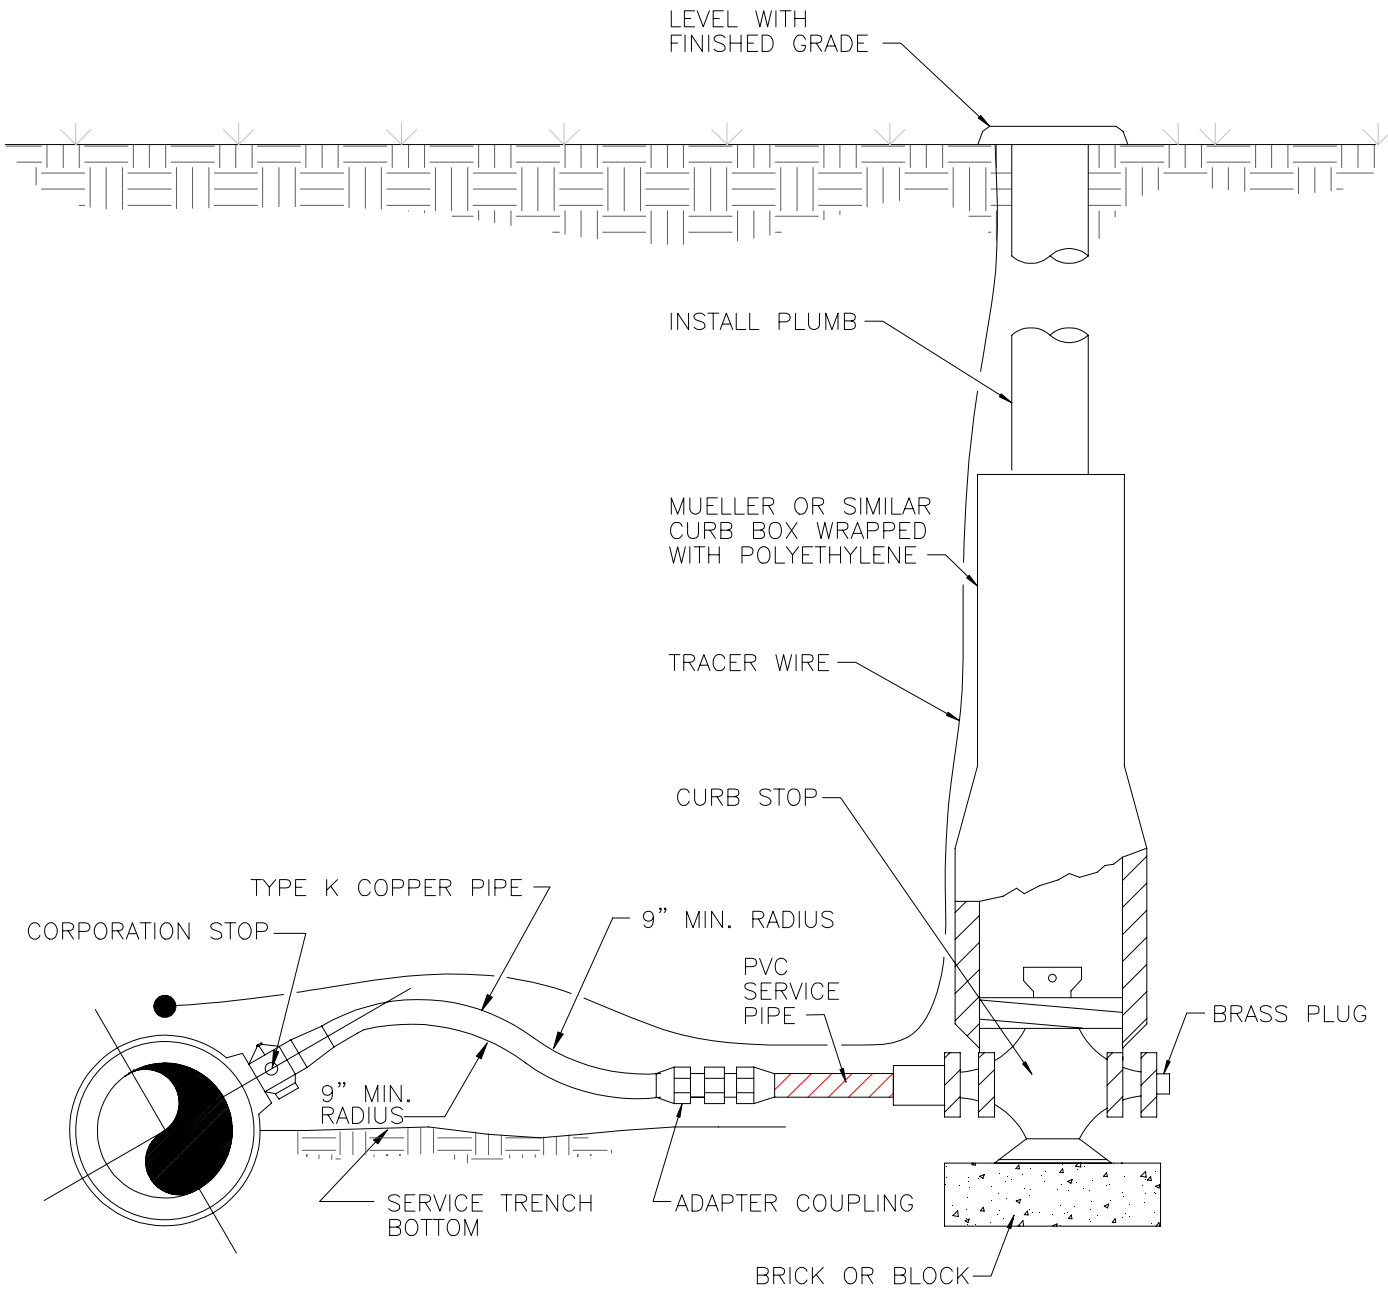 LEVEL WITH
FINISHED GRADE
INSTALL PLUMB
MUELLER OR SIMILAR
CURB BOX WRAPPED
WITH POLYETHYLENE
TRACER WIRE
CURB STOP
TYPE K COPPER PIPE
9” MIN. RADIUS
CORPORATION STOP
PVC
SERVICE
PIPE
BRASS PLUG
9” MIN.
RADIUS
SERVICE TRENCH
BOTTOM
ADAPTER COUPLING
BRICK OR BLOCK